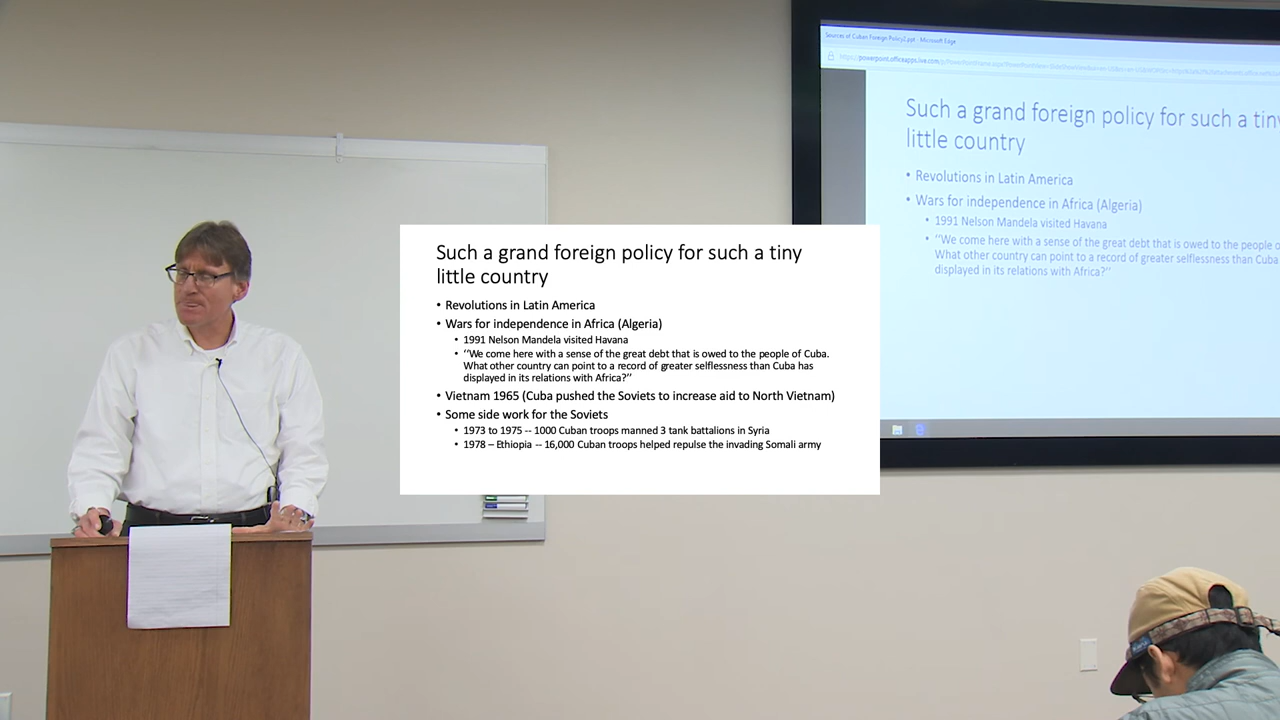 Sources of Cuban Foreign Policy2.ppt - Microsoft Edge
Such a grand foreign policy for such a tiny
little country
• Revolutions in Latin America
• Wars for independence in Africa (Algeria)
• 1991 Nelson Mandela visited Havana
• ‘‘We come here with a sense of the great debt that is owed to the people of Cuba.
What other country can point to a record of greater selflessness than Cuba has
displayed in its relations with Africa?’’
• Vietnam 1965 (Cuba pushed the Soviets to increase aid to North Vietnam)
• Some side work for the Soviets
• 1973 to 1975 -- 1000 Cuban troops manned 3 tank battalions in Syria
• 1978 – Ethiopia -- 16,000 Cuban troops helped repulse the invading Somali army
Such a grand foreign policy for such a tiny
little country
• Revolutions in Latin America
• Wars for independence in Africa (Algeria)
• 1991 Nelson Mandela visited Havana
• ‘‘We come here with a sense of the great debt that is owed to the people
What other country can point to a record of greater selflessness than Cuba
displayed in its relations with Africa?’’